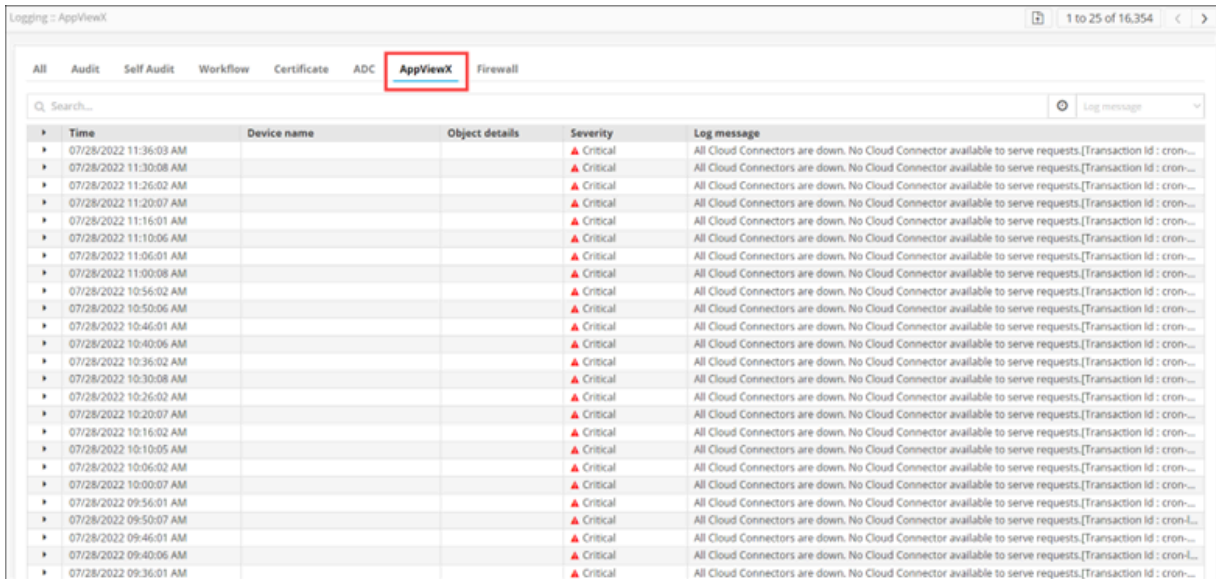 Logging :: AppViewX 1 to 25 of 16,354
All Audit Self Audit Workflow Certificate ADC AppViewX Firewall
Search... Log message
Time Device name Object details Severity Log message
07/28/2022 11:36:03 AM Critical All Cloud Connectors are down. No Cloud Connector available to serve requests.[Transaction Id : cron-...
07/28/2022 11:30:08 AM Critical All Cloud Connectors are down. No Cloud Connector available to serve requests.[Transaction Id : cron-...
07/28/2022 11:26:02 AM Critical All Cloud Connectors are down. No Cloud Connector available to serve requests.[Transaction Id : cron-...
07/28/2022 11:20:07 AM Critical All Cloud Connectors are down. No Cloud Connector available to serve requests.[Transaction Id : cron-...
07/28/2022 11:16:01 AM Critical All Cloud Connectors are down. No Cloud Connector available to serve requests.[Transaction Id : cron-...
07/28/2022 11:10:06 AM Critical All Cloud Connectors are down. No Cloud Connector available to serve requests.[Transaction Id : cron-...
07/28/2022 11:06:01 AM Critical All Cloud Connectors are down. No Cloud Connector available to serve requests.[Transaction Id : cron-...
07/28/2022 11:00:08 AM Critical All Cloud Connectors are down. No Cloud Connector available to serve requests.[Transaction Id : cron-...
07/28/2022 10:56:02 AM Critical All Cloud Connectors are down. No Cloud Connector available to serve requests.[Transaction Id : cron-...
07/28/2022 10:50:06 AM Critical All Cloud Connectors are down. No Cloud Connector available to serve requests.[Transaction Id : cron-...
07/28/2022 10:46:01 AM Critical All Cloud Connectors are down. No Cloud Connector available to serve requests.[Transaction Id : cron-...
07/28/2022 10:40:06 AM Critical All Cloud Connectors are down. No Cloud Connector available to serve requests.[Transaction Id : cron-...
07/28/2022 10:36:02 AM Critical All Cloud Connectors are down. No Cloud Connector available to serve requests.[Transaction Id : cron-...
07/28/2022 10:30:08 AM Critical All Cloud Connectors are down. No Cloud Connector available to serve requests.[Transaction Id : cron-...
07/28/2022 10:26:02 AM Critical All Cloud Connectors are down. No Cloud Connector available to serve requests.[Transaction Id : cron-...
07/28/2022 10:20:07 AM Critical All Cloud Connectors are down. No Cloud Connector available to serve requests.[Transaction Id : cron-...
07/28/2022 10:16:02 AM Critical All Cloud Connectors are down. No Cloud Connector available to serve requests.[Transaction Id : cron-...
07/28/2022 10:10:05 AM Critical All Cloud Connectors are down. No Cloud Connector available to serve requests.[Transaction Id : cron-...
07/28/2022 10:06:02 AM Critical All Cloud Connectors are down. No Cloud Connector available to serve requests.[Transaction Id : cron-...
07/28/2022 10:00:07 AM Critical All Cloud Connectors are down. No Cloud Connector available to serve requests.[Transaction Id : cron-...
07/28/2022 09:56:01 AM Critical All Cloud Connectors are down. No Cloud Connector available to serve requests.[Transaction Id : cron-...
07/28/2022 09:50:07 AM Critical All Cloud Connectors are down. No Cloud Connector available to serve requests.[Transaction Id : cron-l...
07/28/2022 09:46:01 AM Critical All Cloud Connectors are down. No Cloud Connector available to serve requests.[Transaction Id : cron-...
07/28/2022 09:40:06 AM Critical All Cloud Connectors are down. No Cloud Connector available to serve requests.[Transaction Id : cron-l...
07/28/2022 09:36:01 AM Critical All Cloud Connectors are down. No Cloud Connector available to serve requests.[Transaction Id : cron-...